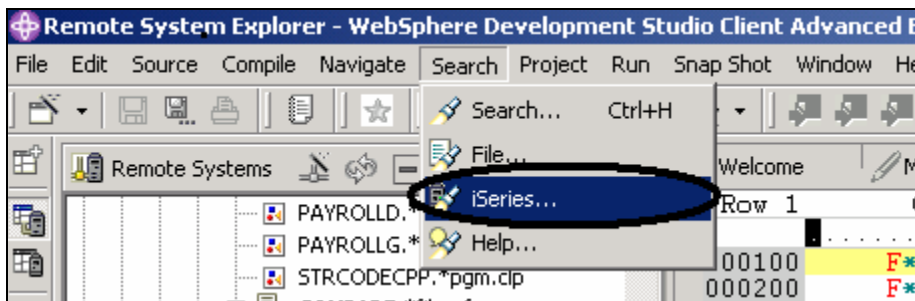 Remote System Explorer - WebSphere Development Studio Client Advanced
File Edit Source Compile Navigate Search Project Run Snap Shot Window
Search... Ctrl+H
Remote Systems File... Welcome
iSeries... Row 1
PAYROLLD.*
PAYROLLG.* Help... 000100 F*
STRCODECPP.*pgm.clp 000200 F*